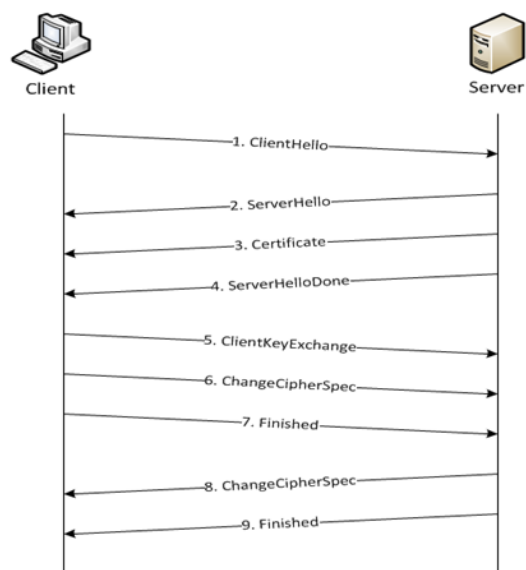 Client
Server
1. ClientHello
2. ServerHello
3. Certificate
4. ServerHelloDone
5. ClientKeyExchange
6. ChangeCipherSpec
7. Finished
8. ChangeCipherSpec
9. Finished